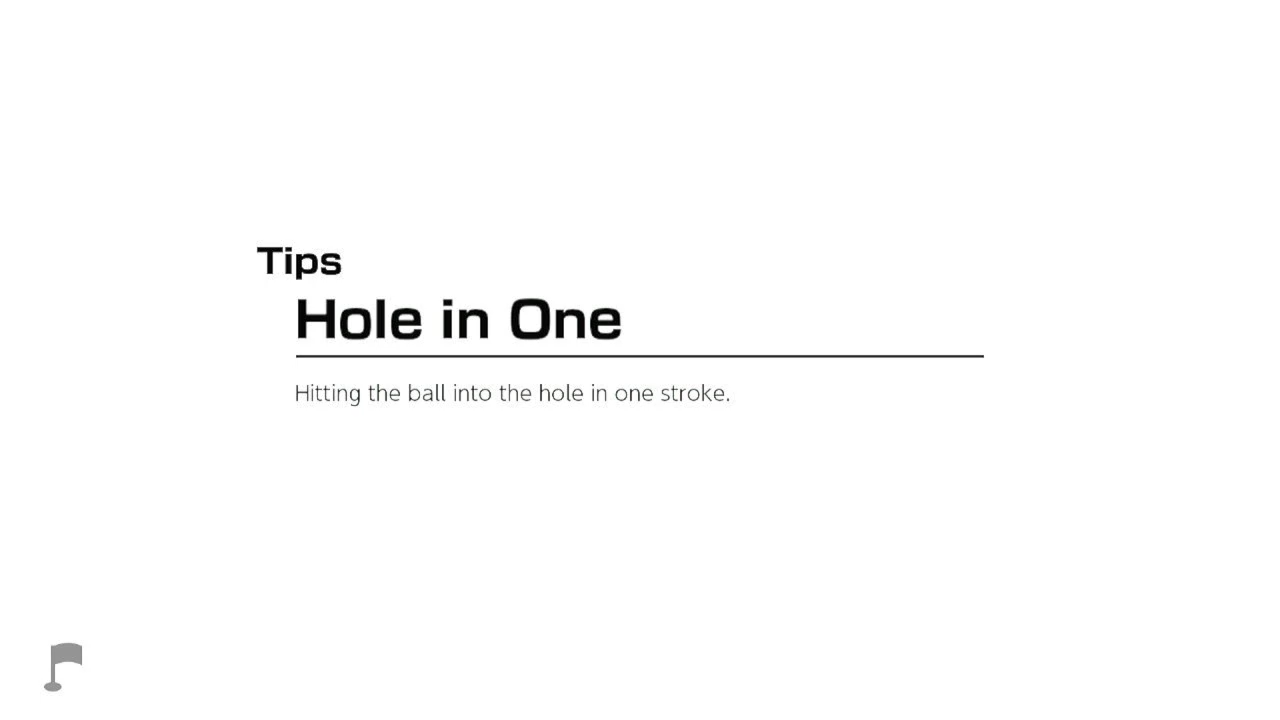 Tips
Hole in One
Hitting the ball into the hole in one stroke.